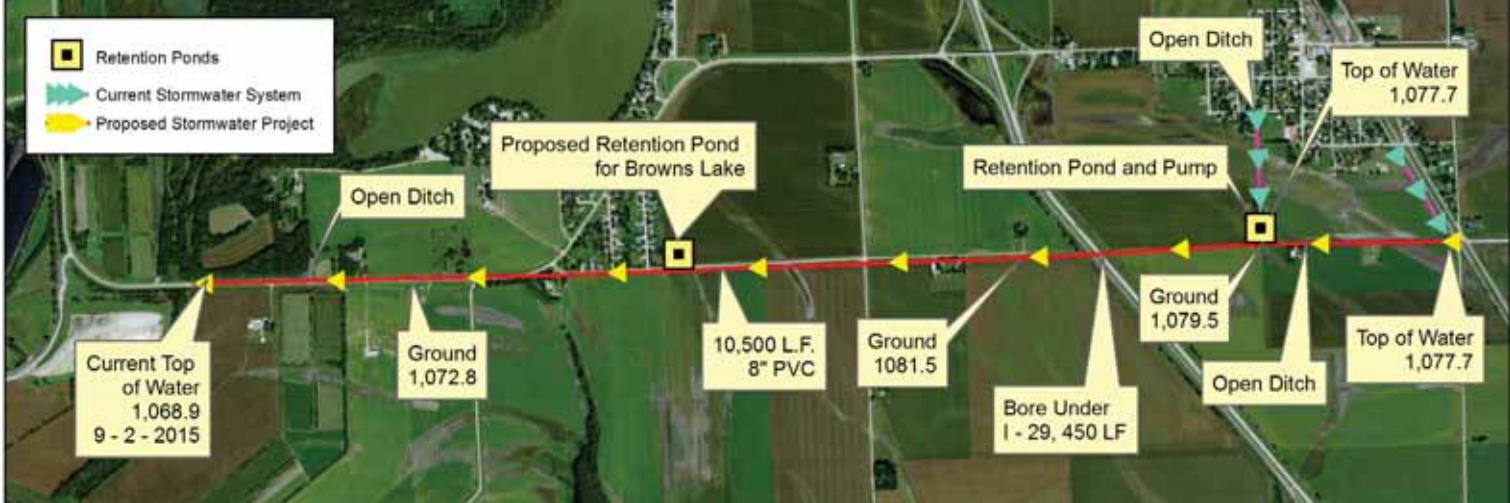 Retention Ponds
Current Stormwater System
Proposed Stormwater Project
Open Ditch
Top of Water
1,077.7
Proposed Retention Pond
for Browns Lake
Retention Pond and Pump
Open Ditch
Current Top
of Water
1,068.9
9 - 2 - 2015
Ground
1,072.8
10,500 L.F.
8" PVC
Ground
1081.5
Bore Under
I - 29, 450 LF
Ground
1,079.5
Open Ditch
Top of Water
1,077.7